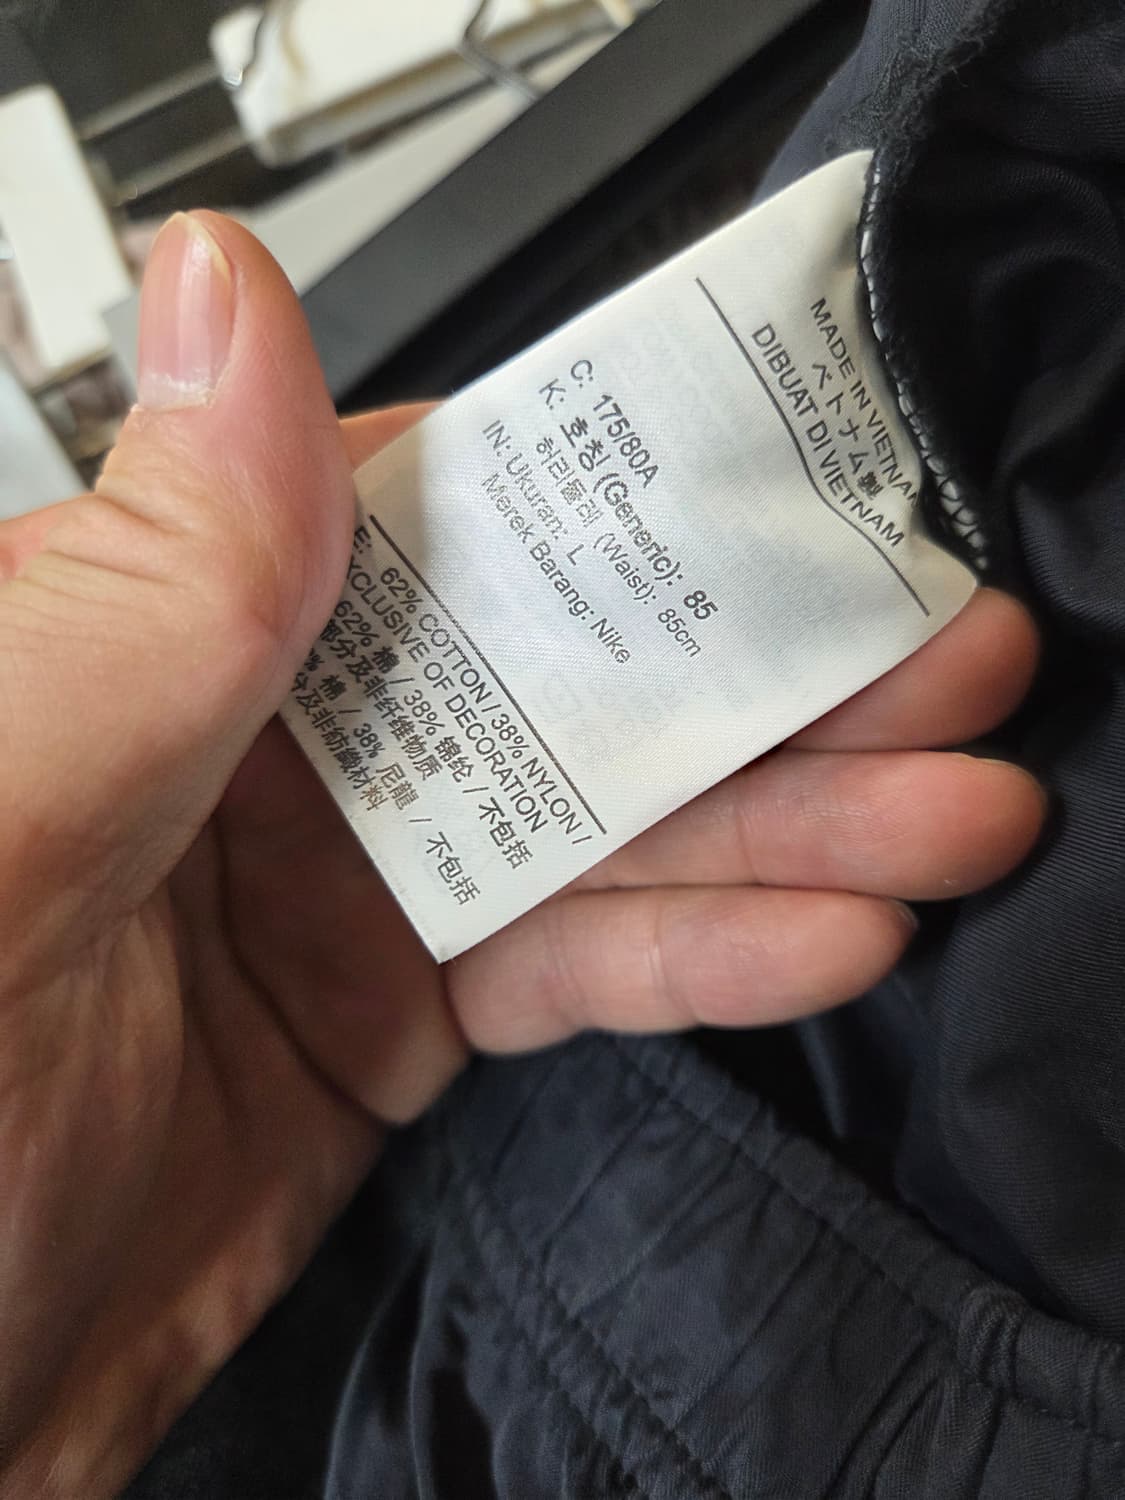 MADE IN VIETNAM
ベトナム製
DIBUAT DI VIETNAM
C: 175/80A
K: 호칭 (Generic): 85
허리둘레 (Waist): 85cm
IN: Ukuran: L
Merek Barang: Nike
E: 62% COTTON / 38% NYLON /
EXCLUSIVE OF DECORATION
62% 棉 / 38% 锦纶 / 不包括
部分及非纤维物质
% 棉 / 38% 尼龍 / 不包括
分及非紡織材料